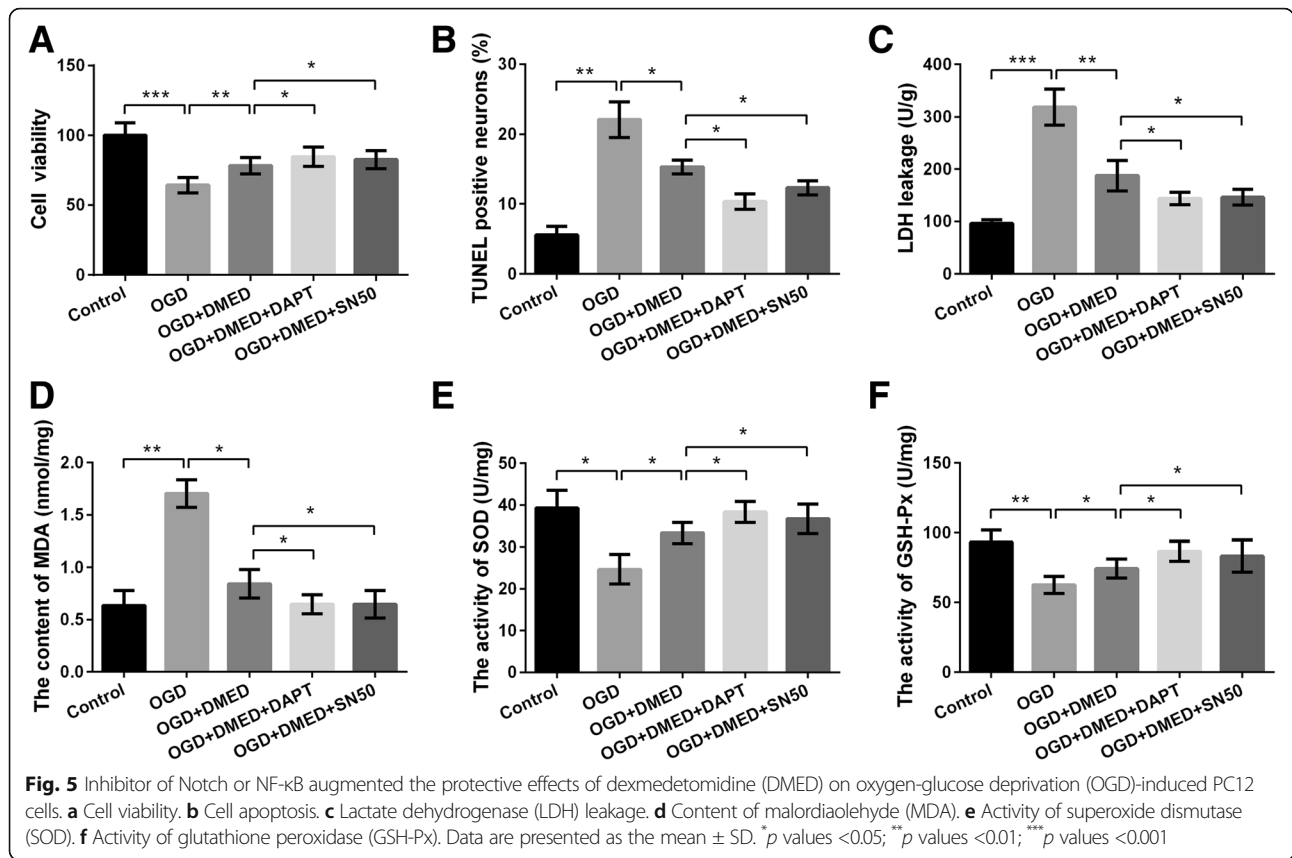 A
Cell viability
150
100
50
0
*
*** ** *
Control
OGD
OGD+DMED
OGD+DMED+DAPT
OGD+DMED+SN50
B
TUNEL positive neurons (%)
30
20
10
0
** *
*
*
Control
OGD
OGD+DMED
OGD+DMED+DAPT
OGD+DMED+SN50
C
LDH leakage (U/g)
400
300
200
100
0
*** **
*
*
Control
OGD
OGD+DMED
OGD+DMED+DAPT
OGD+DMED+SN50
D
The content of MDA (nmol/mg)
2.0
1.5
1.0
0.5
0.0
** *
*
*
Control
OGD
OGD+DMED
OGD+DMED+DAPT
OGD+DMED+SN50
E
The activity of SOD (U/mg)
50
40
30
20
10
0
*
* * *
Control
OGD
OGD+DMED
OGD+DMED+DAPT
OGD+DMED+SN50
F
The activity of GSH-Px (U/mg)
150
100
50
0
*
** * *
Control
OGD
OGD+DMED
OGD+DMED+DAPT
OGD+DMED+SN50
Fig. 5 Inhibitor of Notch or NF-κB augmented the protective effects of dexmedetomidine (DMED) on oxygen-glucose deprivation (OGD)-induced PC12
cells. a Cell viability. b Cell apoptosis. c Lactate dehydrogenase (LDH) leakage. d Content of malordiaolehyde (MDA). e Activity of superoxide dismutase
(SOD). f Activity of glutathione peroxidase (GSH-Px). Data are presented as the mean ± SD. *p values <0.05; **p values <0.01; ***p values <0.001